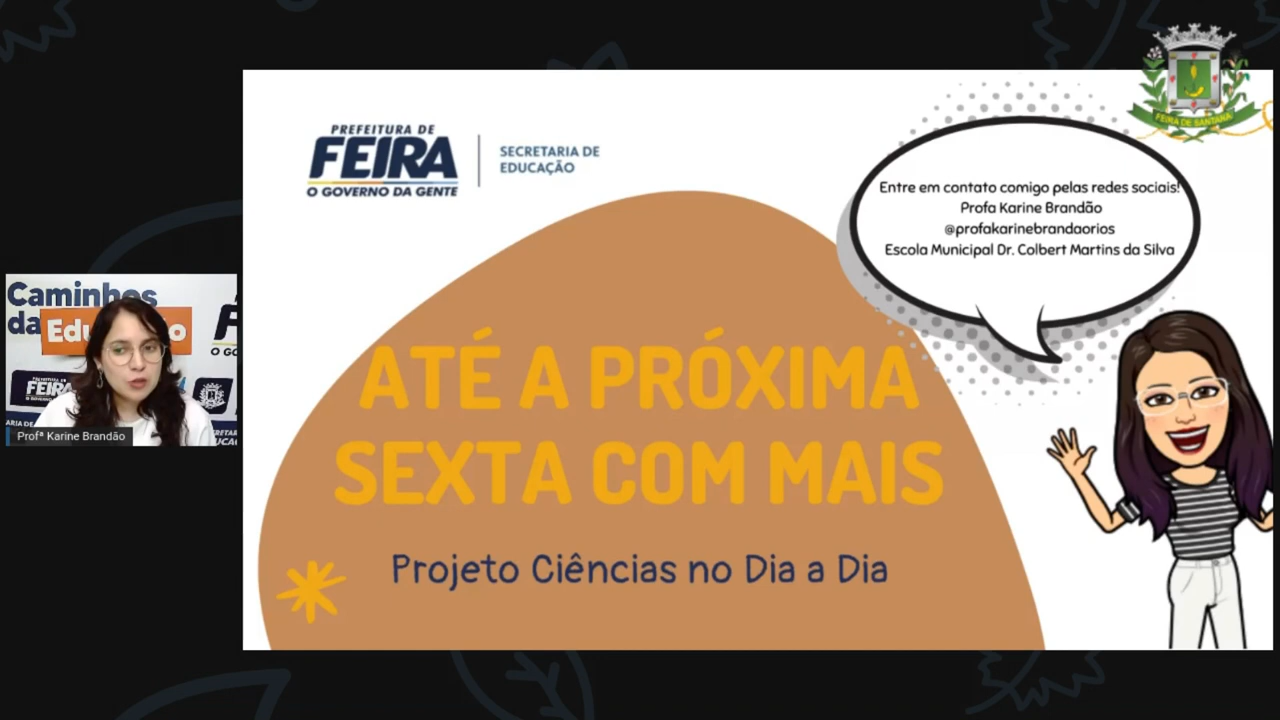 PREFEITURA DE
FEIRA
O GOVERNO DA GENTE
SECRETARIA DE
EDUCAÇÃO
FEIRA DE SANTANA
Entre em contato comigo pelas redes sociais!
Profa Karine Brandão
@profakarinebrandaorios
Escola Municipal Dr. Colbert Martins da Silva
ATÉ A PRÓXIMA
SEXTA COM MAIS
Projeto Ciências no Dia a Dia
Caminhos
da
Profª Karine Brandão